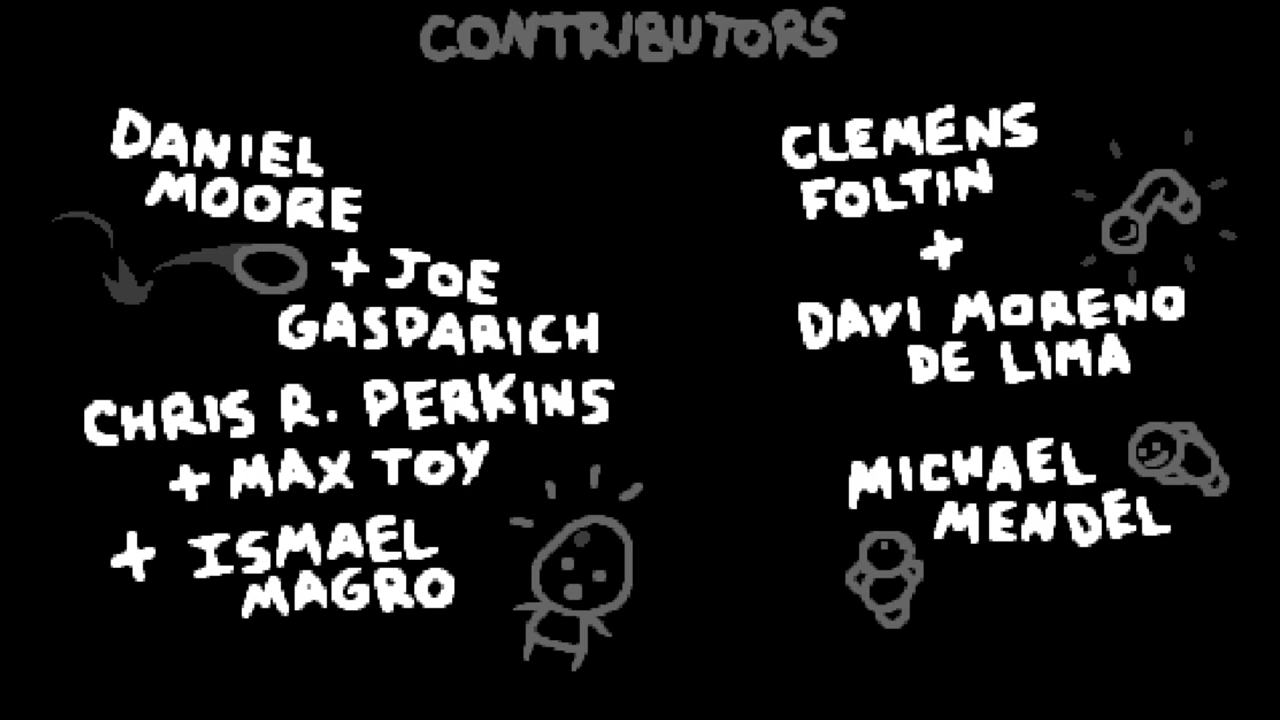 CONTRIBUTORS
DANIEL
MOORE
+ JOE
GASPARICH
CHRIS R. PERKINS
+ MAX TOY
+ ISMAEL
MAGRO
CLEMENS
FOLTIN
+
DAVI MORENO
DE LIMA
MICHAEL
MENDEL